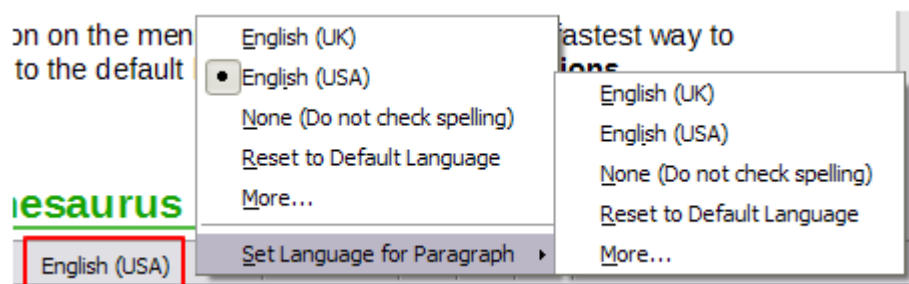 on on the men
fastest way to
to the default
ions
English (UK)
English (USA)
None (Do not check spelling)
Reset to Default Language
More...
Set Language for Paragraph
English (UK)
English (USA)
None (Do not check spelling)
Reset to Default Language
More...
esaurus
English (USA)